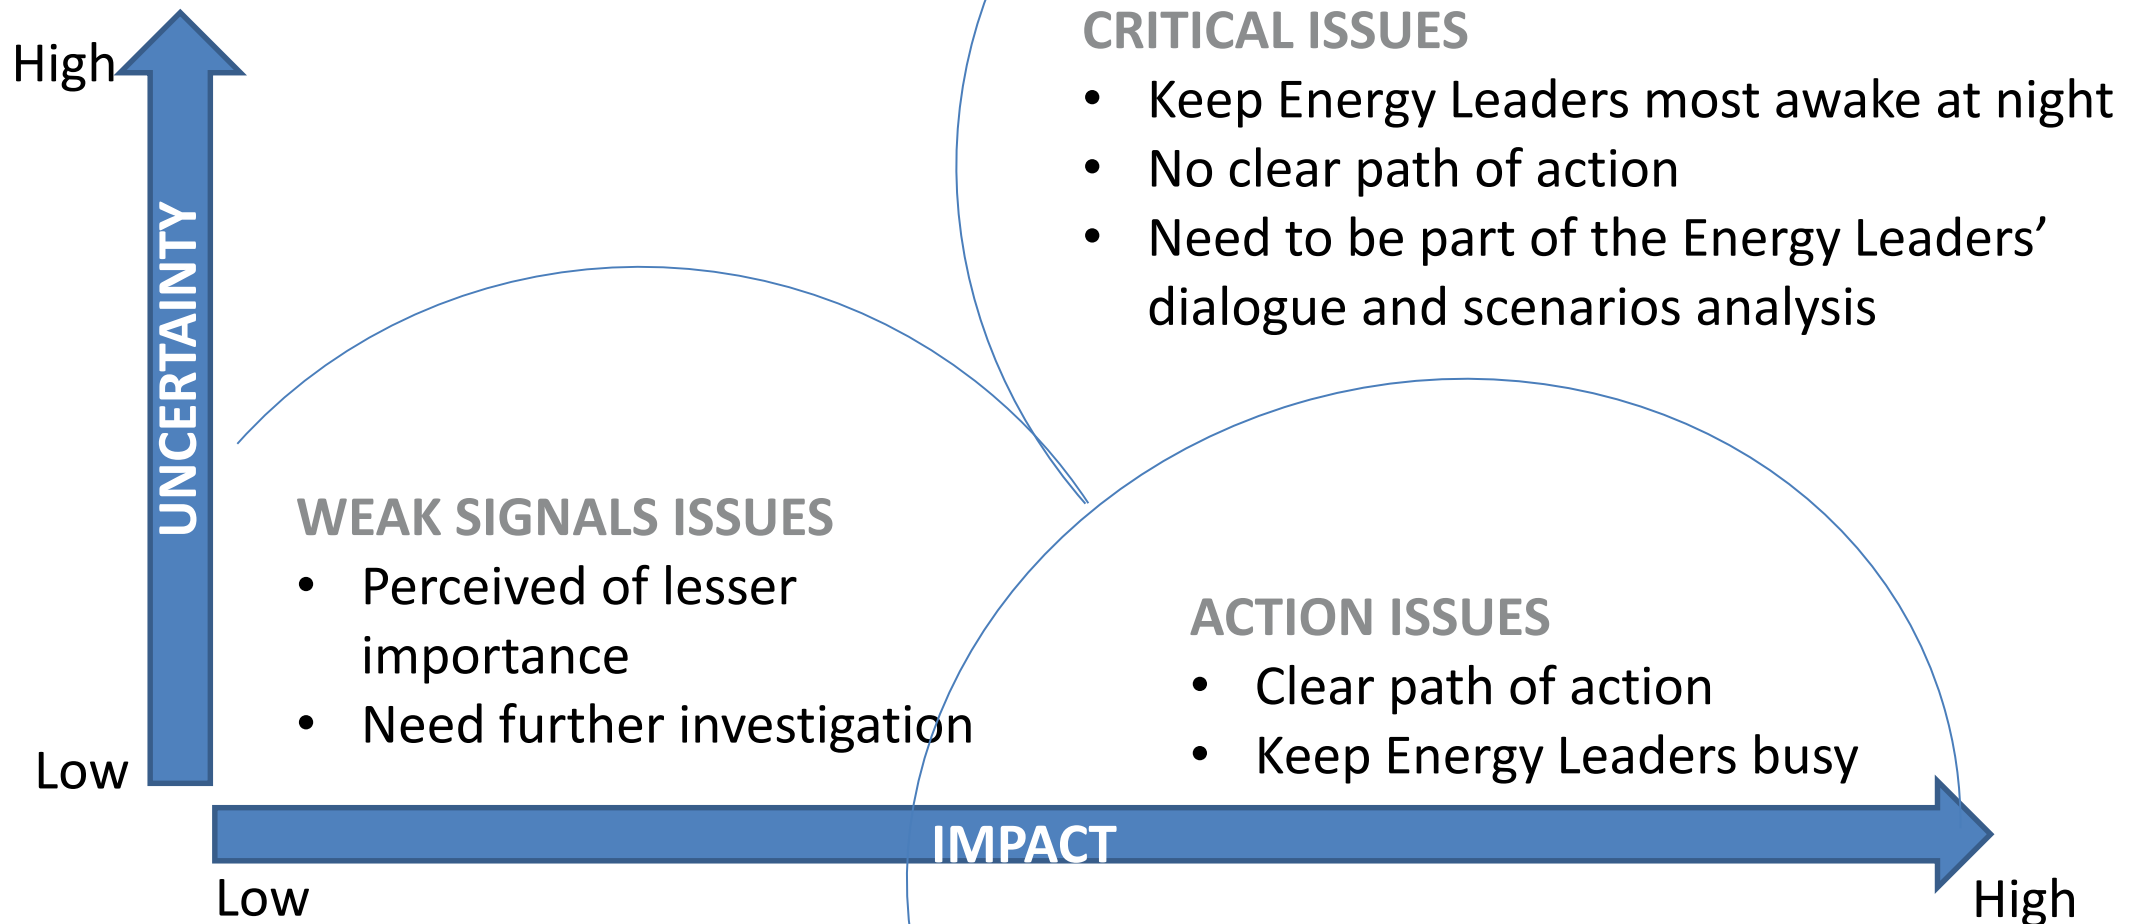 High
CRITICAL ISSUES
• Keep Energy Leaders most awake at night
• No clear path of action
• Need to be part of the Energy Leaders’
dialogue and scenarios analysis
UNCERTAINTY
WEAK SIGNALS ISSUES
• Perceived of lesser
importance
• Need further investigation
ACTION ISSUES
• Clear path of action
• Keep Energy Leaders busy
Low
IMPACT
Low
High